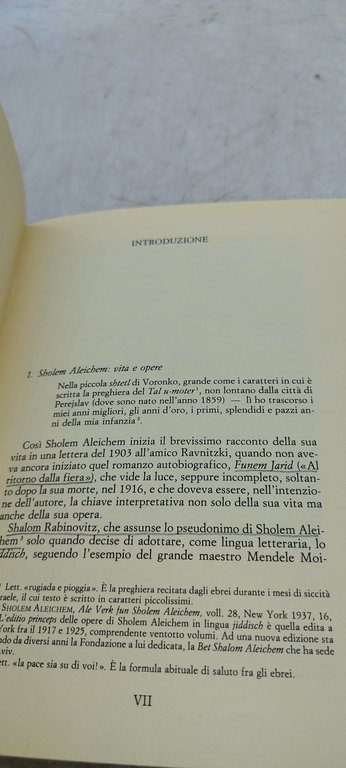 INTRODUZIONE
1. Sholem Aleichem: vita e opere
Nella piccola shtetl di Voronko, grande come i caratteri in cui è
scritta la preghiera del Tal u-moter¹, non lontano dalla città di
Perejslav (dove sono nato nell'anno 1859) — lì ho trascorso i
miei anni migliori, gli anni d'oro, i primi, splendidi e pazzi an-
ni della mia infanzia².
Così Sholem Aleichem inizia il brevissimo racconto della sua
vita in una lettera del 1903 all'amico Ravnitzki, quando non ave-
va ancora iniziato quel romanzo autobiografico, Funem Jarid («Al
ritorno dalla fiera»), che vide la luce, seppure incompleto, soltan-
to dopo la sua morte, nel 1916, e che doveva essere, nell'intenzio-
ne dell'autore, la chiave interpretativa non solo della sua vita ma
anche della sua opera.
Shalom Rabinovitz, che assunse lo pseudonimo di Sholem Alei-
chem³ solo quando decise di adottare, come lingua letteraria, lo
jiddisch, seguendo l'esempio del grande maestro Mendele Moi-
¹ Lett. «rugiada e pioggia». È la preghiera recitata dagli ebrei durante i mesi di siccità
raele, il cui testo è scritto in caratteri piccolissimi.
SHOLEM ALEICHEM, Ale Verk fun Sholem Aleichem, voll. 28, New York 1937, 16,
L'editio princeps delle opere di Sholem Aleichem in lingua jiddisch è quella edita a
York fra il 1917 e 1925, comprendente ventotto volumi. Ad una nuova edizione sta
ndo da diversi anni la Fondazione a lui dedicata, la Bet Shalom Aleichem che ha sede
viv.
ett. «la pace sia su di voi!». È la formula abituale di saluto fra gli ebrei.
VII